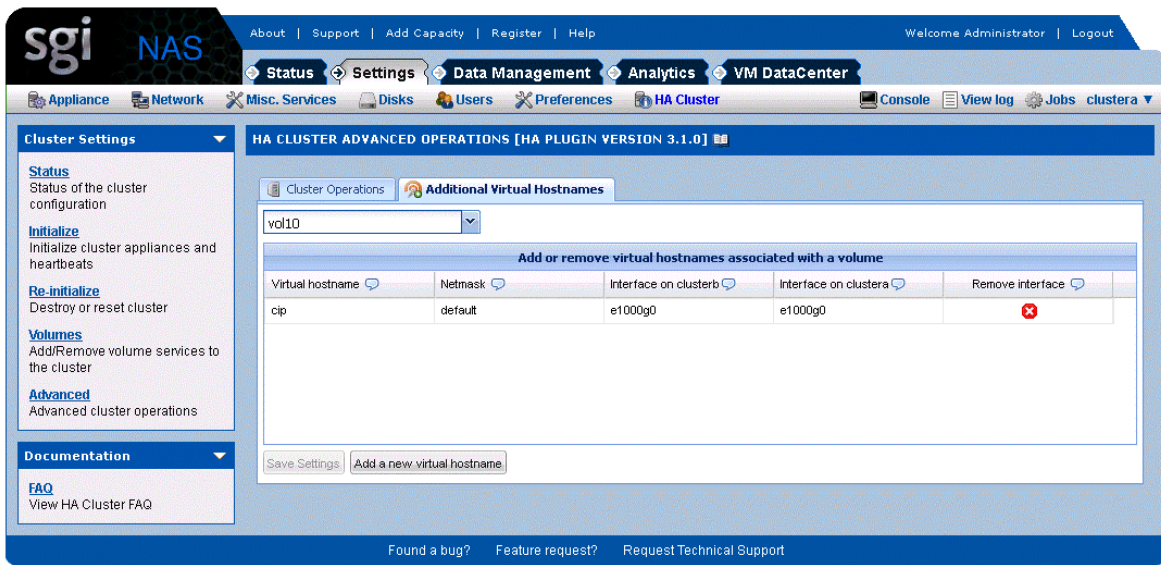 sgi NAS
About | Support | Add Capacity | Register | Help
Welcome Administrator | Logout
Status Settings Data Management Analytics VM DataCenter
Appliance Network Misc. Services Disks Users Preferences HA Cluster
Console View log Jobs clustera ▼
Cluster Settings
Status
Status of the cluster
configuration
Initialize
Initialize cluster appliances and
heartbeats
Re-initialize
Destroy or reset cluster
Volumes
Add/Remove volume services to
the cluster
Advanced
Advanced cluster operations
Documentation
FAQ
View HA Cluster FAQ
HA CLUSTER ADVANCED OPERATIONS [HA PLUGIN VERSION 3.1.0]
Cluster Operations Additional Virtual Hostnames
vol10
Add or remove virtual hostnames associated with a volume
Virtual hostname Netmask Interface on clusterb Interface on clustera Remove interface
cip default e1000g0 e1000g0
Save Settings Add a new virtual hostname
Found a bug? Feature request? Request Technical Support